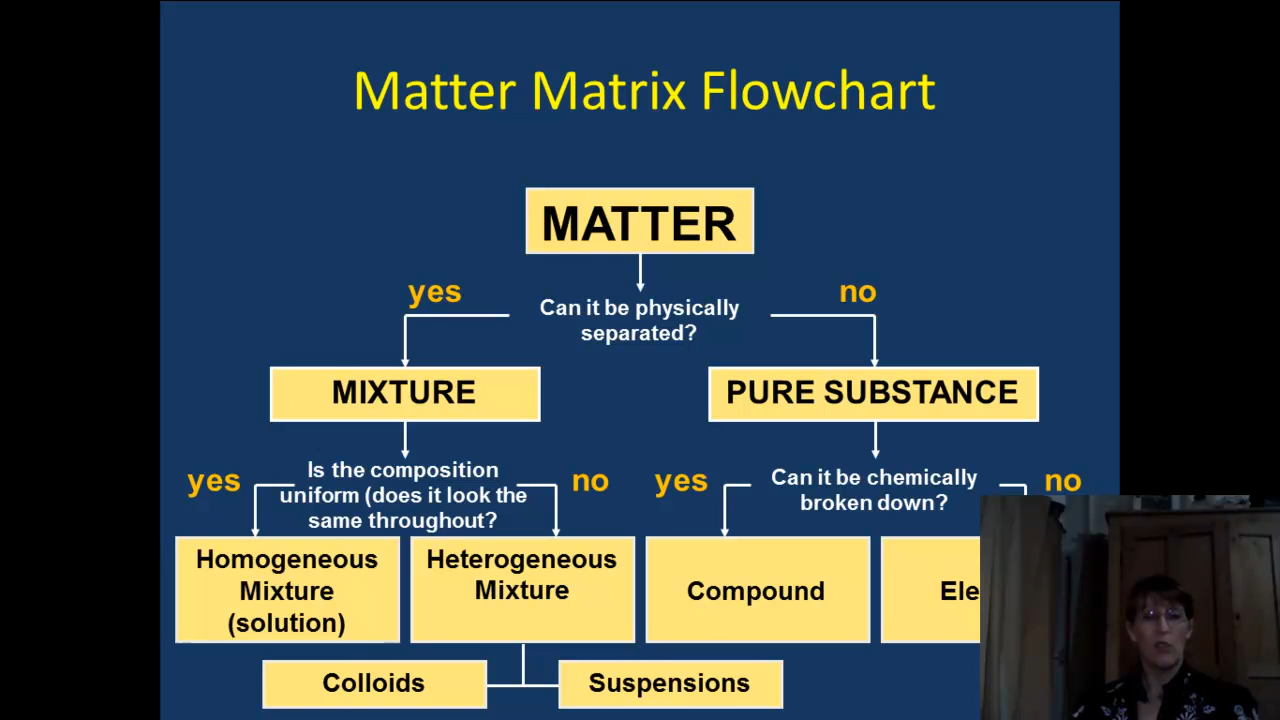 Matter Matrix Flowchart
MATTER
yes
Can it be physically
separated?
no
MIXTURE
PURE SUBSTANCE
yes
Is the composition
uniform (does it look the
same throughout?
no
yes
Can it be chemically
broken down?
no
Homogeneous
Mixture
(solution)
Heterogeneous
Mixture
Compound
Ele
Colloids
Suspensions